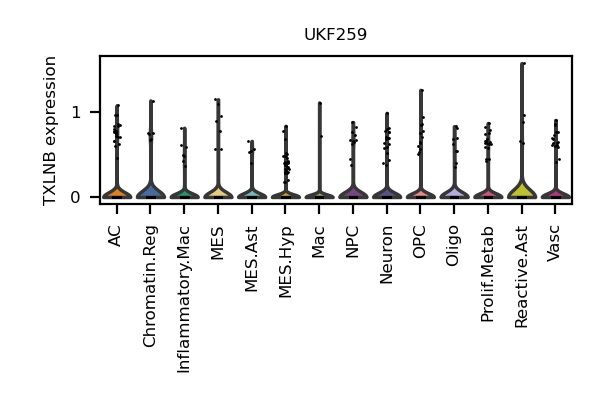 UKF259
TXLNB expression
1
0
AC
Chromatin.Reg
Inflammatory.Mac
MES
MES.Ast
MES.Hyp
Mac
NPC
Neuron
OPC
Oligo
Prolif.Metab
Reactive.Ast
Vasc